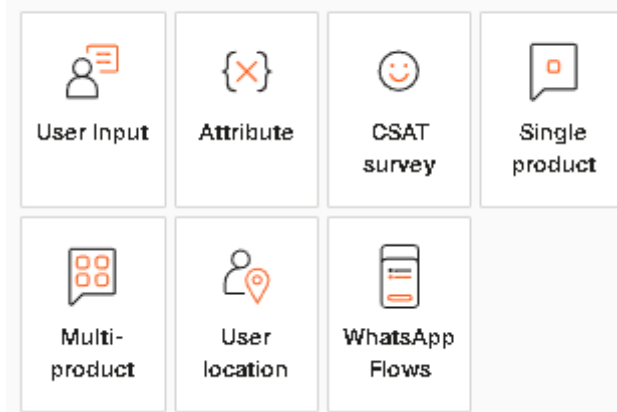 User Input
Attribute
CSAT
survey
Single
product
Multi-
product
User
location
WhatsApp
Flows